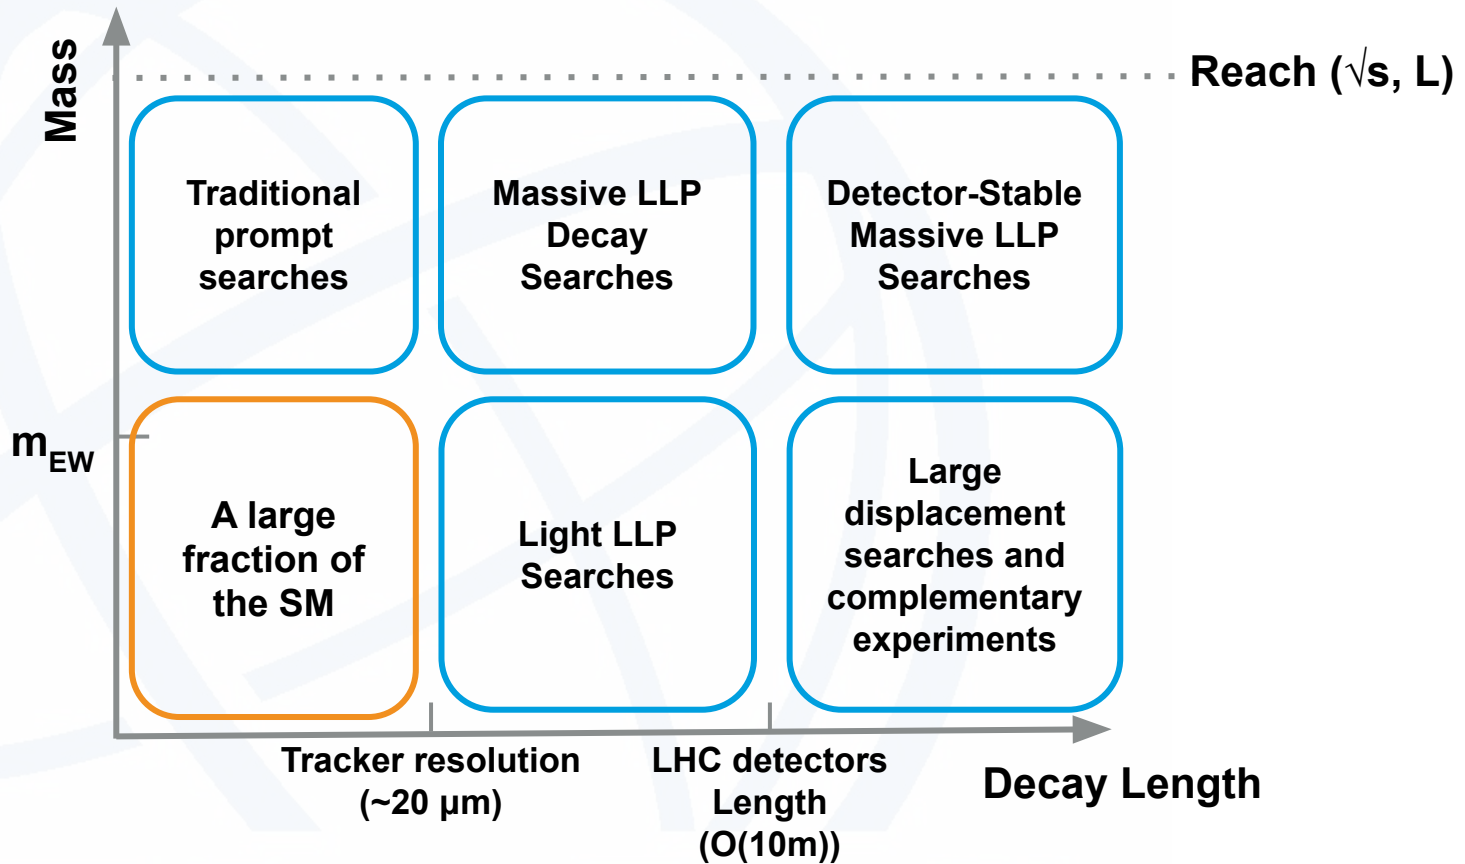 Mass
Reach (√s, L)
Traditional
prompt
searches
Massive LLP
Decay
Searches
Detector-Stable
Massive LLP
Searches
m_EW
A large
fraction of
the SM
Light LLP
Searches
Large
displacement
searches and
complementary
experiments
Tracker resolution
(~20 μm)
LHC detectors
Length
(O(10m))
Decay Length